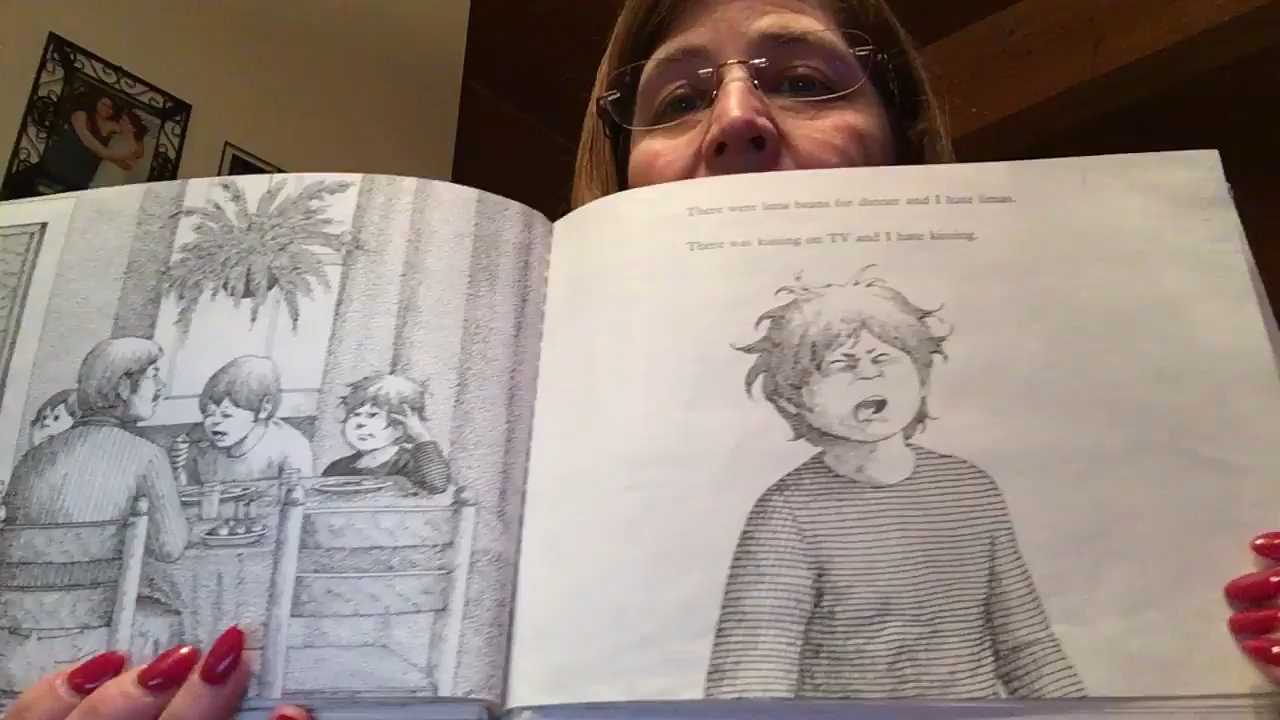 There were lima beans for dinner and I hate limas.
There was kissing on TV and I hate kissing.